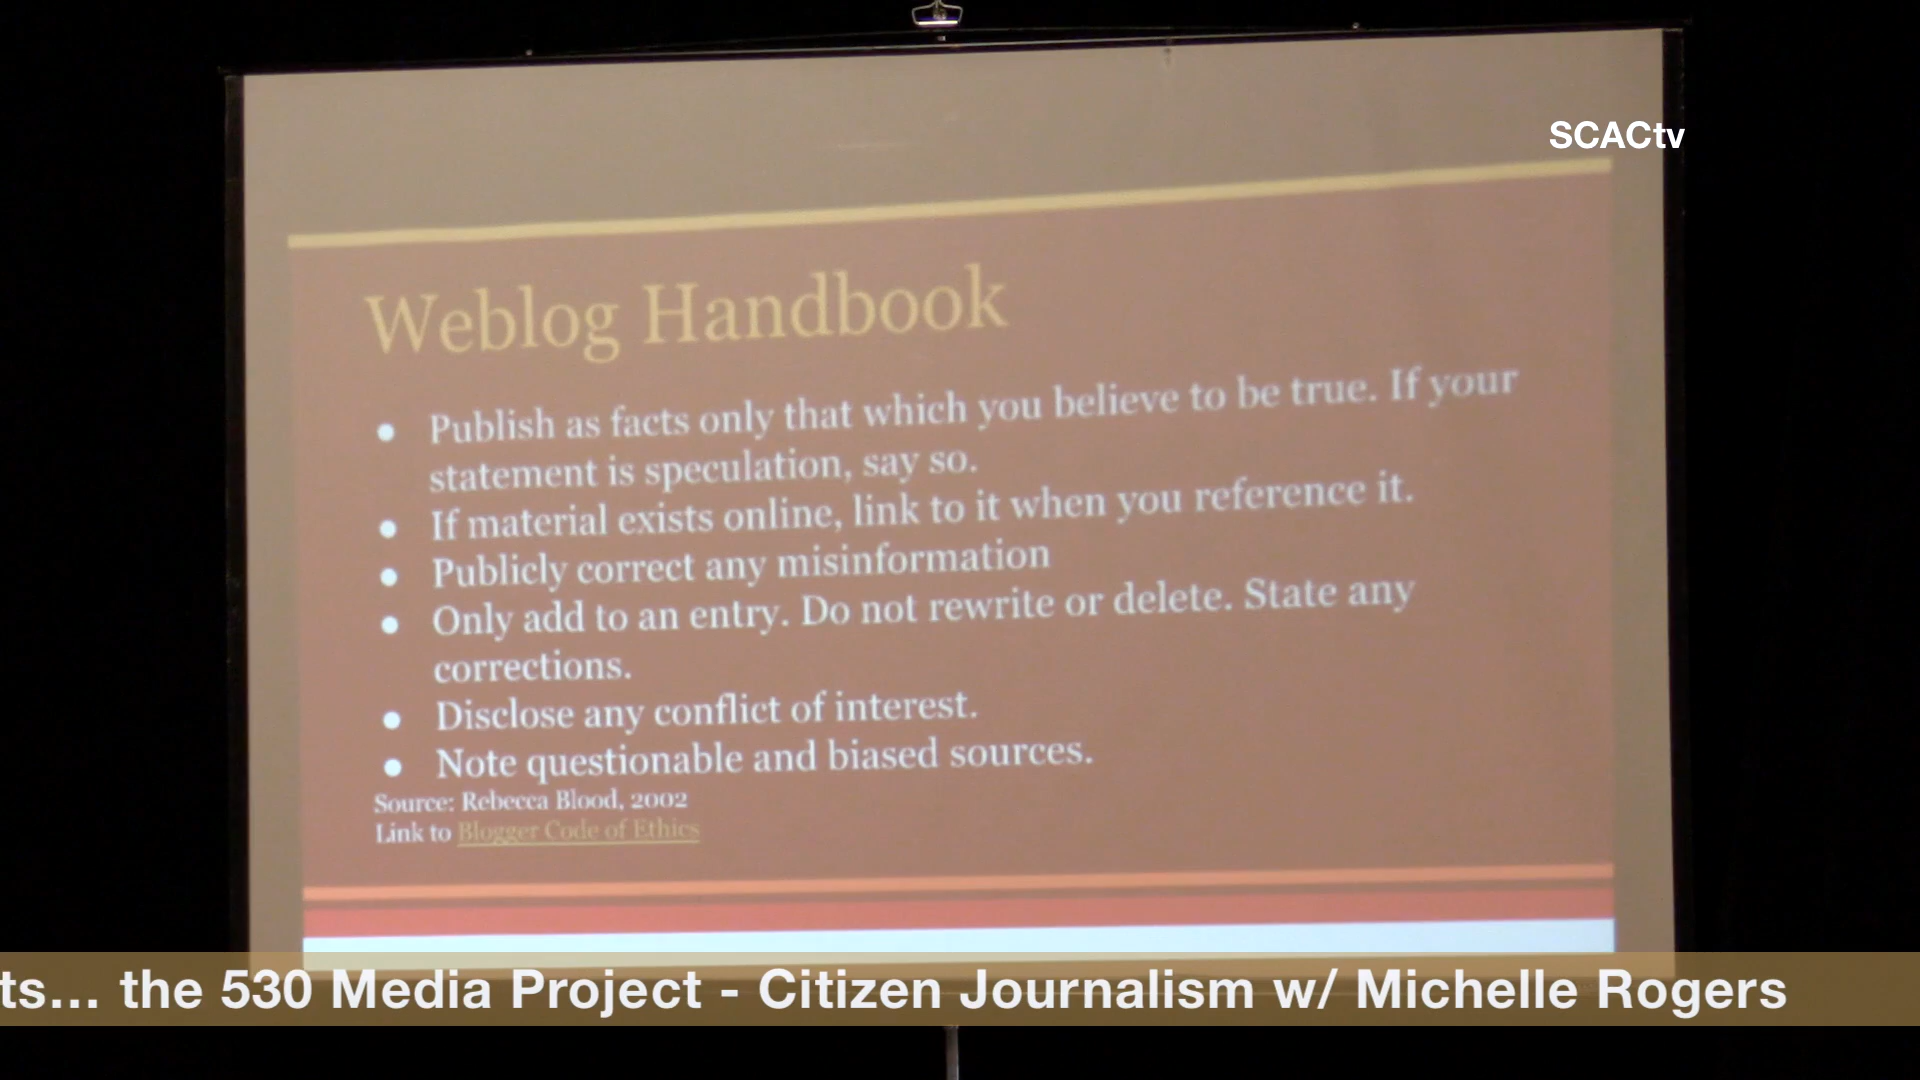 SCACtv
Weblog Handbook
● Publish as facts only that which you believe to be true. If your
statement is speculation, say so.
● If material exists online, link to it when you reference it.
● Publicly correct any misinformation
● Only add to an entry. Do not rewrite or delete. State any
corrections.
● Disclose any conflict of interest.
● Note questionable and biased sources.
Source: Rebecca Blood, 2002
Link to Blogger Code of Ethics
ts... the 530 Media Project - Citizen Journalism w/ Michelle Rogers